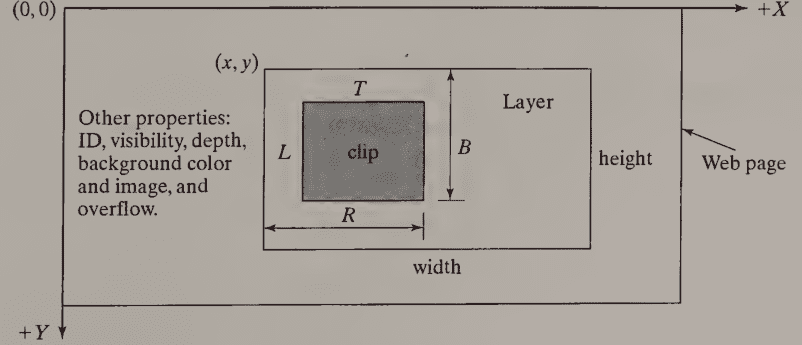 (0, 0)
+X
(x, y)
T
Layer
Other properties:
ID, visibility, depth,
background color
and image, and
overflow.
L
clip
B
height
Web page
R
width
+Y